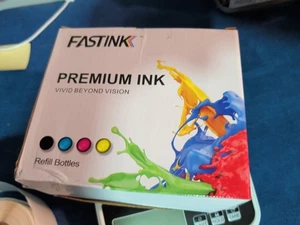 FASTINK
PREMIUM INK
VIVID BEYOND VISION
Refill Bottles